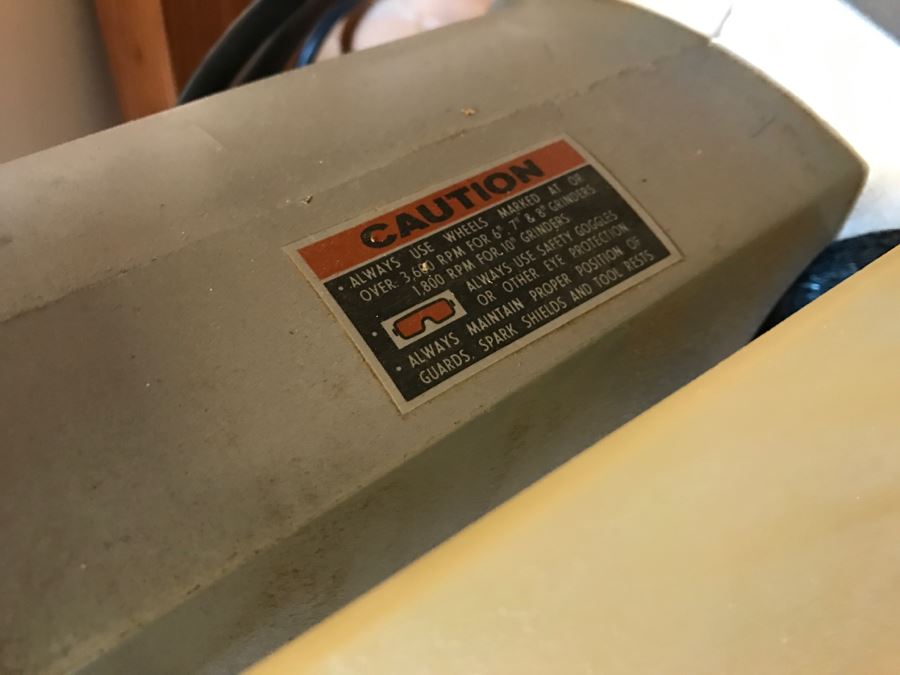 CAUTION
• ALWAYS USE WHEELS MARKED AT OR
OVER 3,600 RPM FOR 6" 7" & 8" GRINDERS
1,800 RPM FOR 10" GRINDERS.
• ALWAYS USE SAFETY GOGGLES
OR OTHER EYE PROTECTION.
• ALWAYS MAINTAIN PROPER POSITION OF
GUARDS, SPARK SHIELDS AND TOOL RESTS